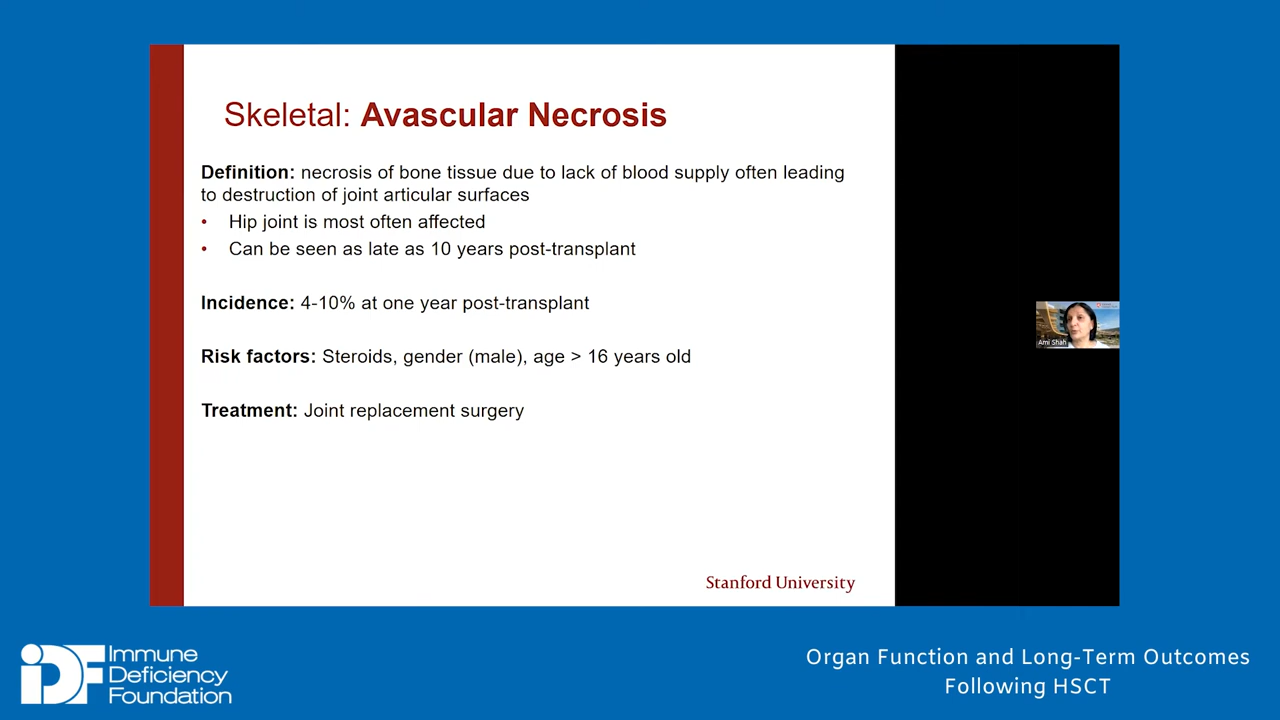 Skeletal: Avascular Necrosis
Definition: necrosis of bone tissue due to lack of blood supply often leading
to destruction of joint articular surfaces
• Hip joint is most often affected
• Can be seen as late as 10 years post-transplant
Incidence: 4-10% at one year post-transplant
Risk factors: Steroids, gender (male), age > 16 years old
Treatment: Joint replacement surgery
Stanford University
Ami Shah
IDF Immune
Deficiency
Foundation
Organ Function and Long-Term Outcomes
Following HSCT